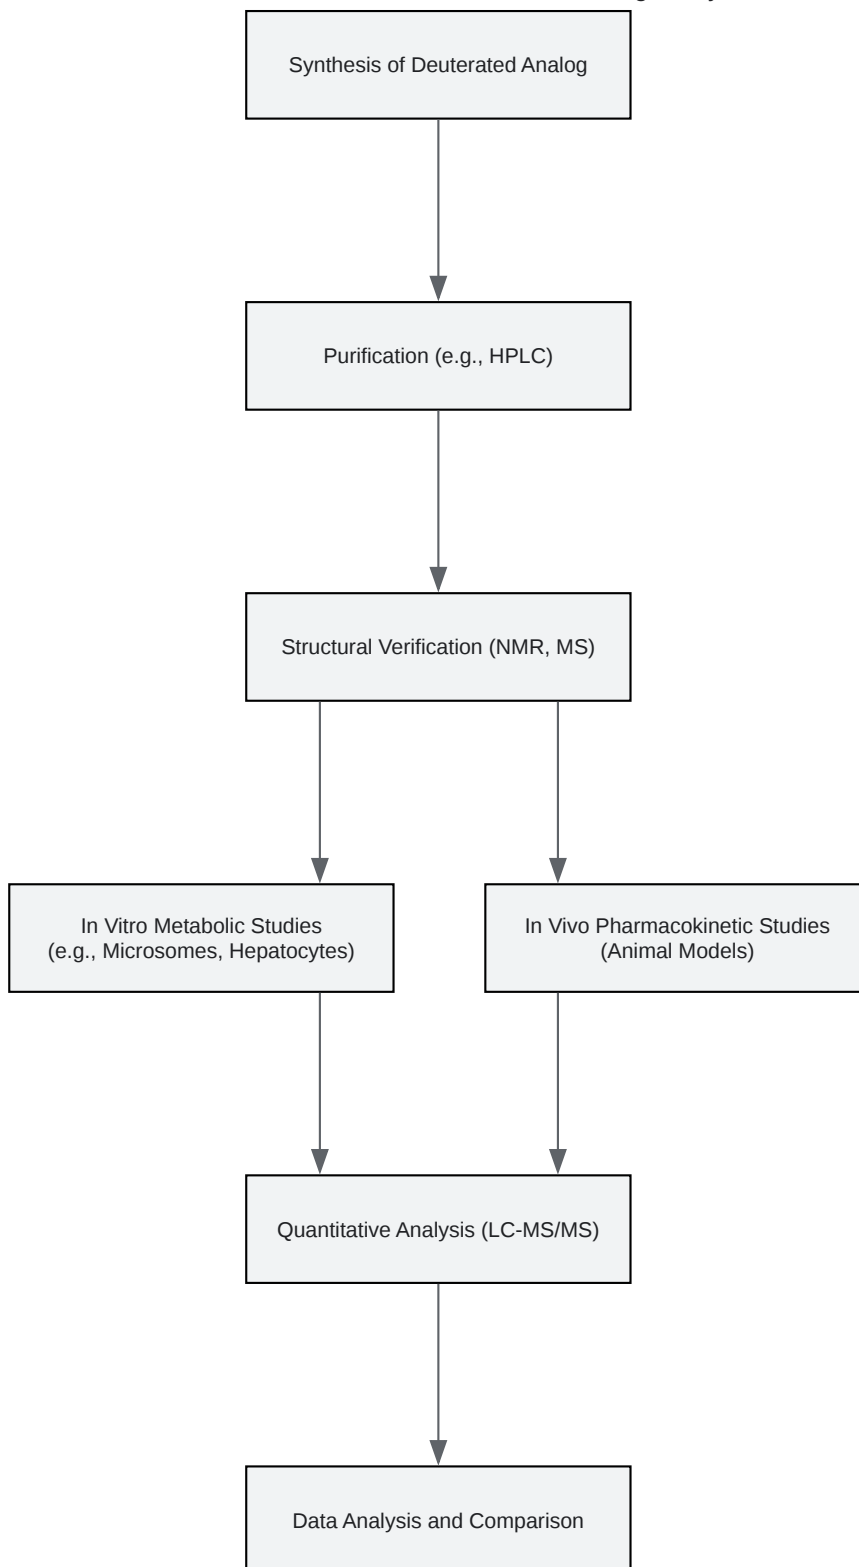 Synthesis of Deuterated Analog
Purification (e.g., HPLC)
Structural Verification (NMR, MS)
In Vitro Metabolic Studies
(e.g., Microsomes, Hepatocytes)
In Vivo Pharmacokinetic Studies
(Animal Models)
Quantitative Analysis (LC-MS/MS)
Data Analysis and Comparison